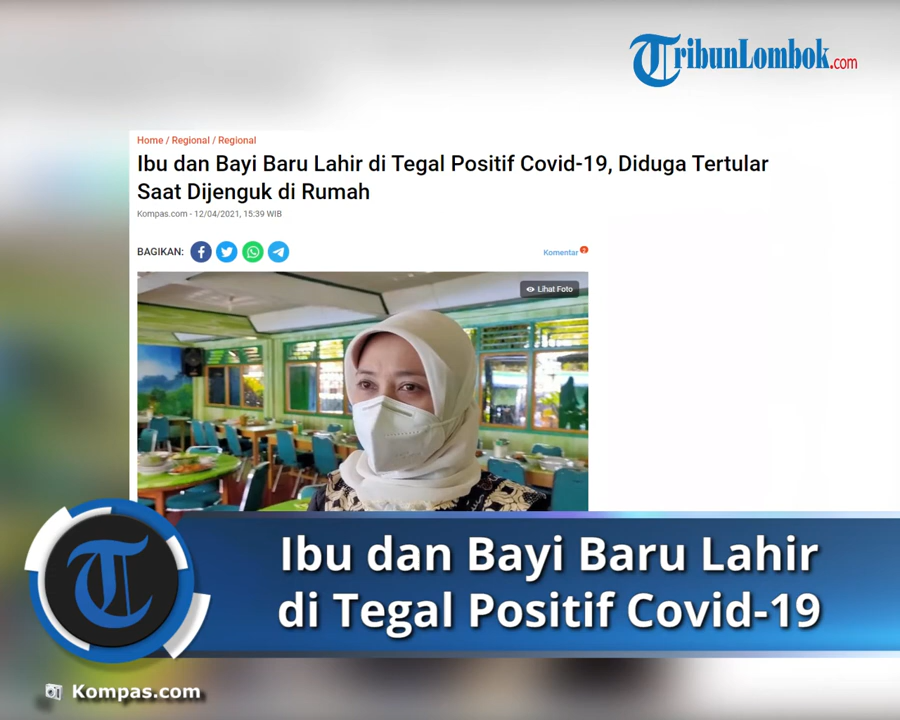 TribunLombok.com
Home / Regional / Regional
Ibu dan Bayi Baru Lahir di Tegal Positif Covid-19, Diduga Tertular
Saat Dijenguk di Rumah
Kompas.com - 12/04/2021, 15:39 WIB
BAGIKAN:
Komentar
Lihat Foto
Ibu dan Bayi Baru Lahir
di Tegal Positif Covid-19
T
Kompas.com